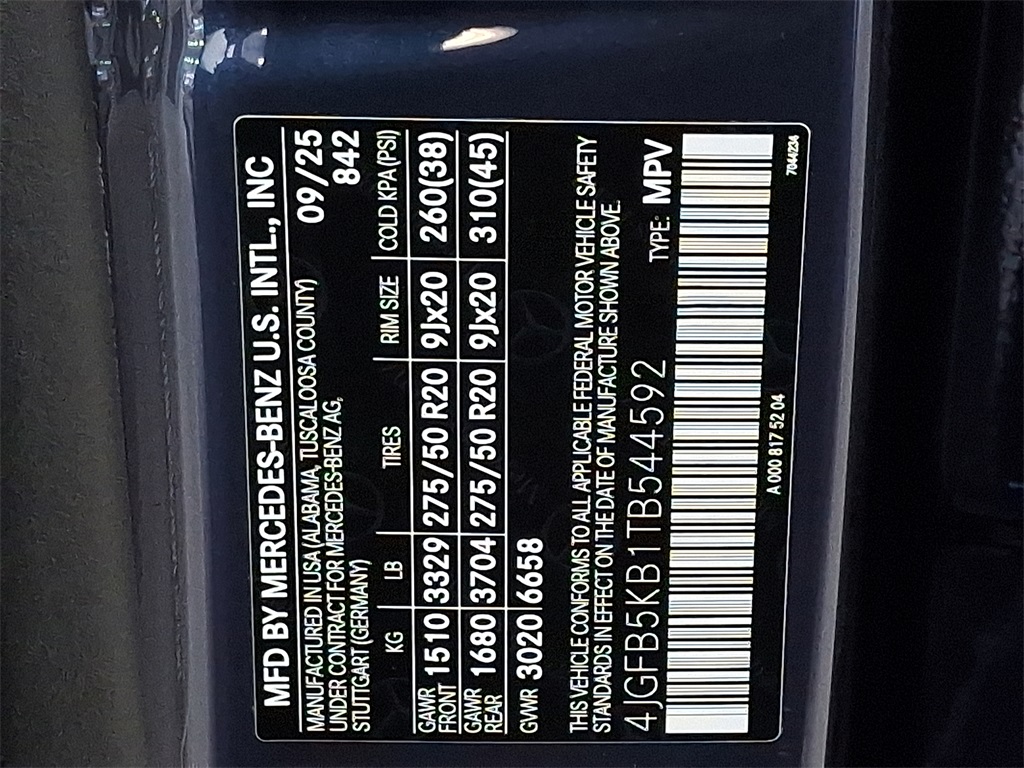 MFD BY MERCEDES-BENZ U.S. INTL., INC
MANUFACTURED IN USA (ALABAMA, TUSCALOOSA COUNTY) 09/25
UNDER CONTRACT FOR MERCEDES-BENZ AG, 842
STUTTGART (GERMANY)
KG LB TIRES RIM SIZE COLD KPA (PSI)
GAWR FRONT 1510 3329 275/50 R20 9Jx20 260(38)
GAWR REAR 1680 3704 275/50 R20 9Jx20 310(45)
GVWR 3020 6658
THIS VEHICLE CONFORMS TO ALL APPLICABLE FEDERAL MOTOR VEHICLE SAFETY
STANDARDS IN EFFECT ON THE DATE OF MANUFACTURE SHOWN ABOVE.
4JGFB5KB1TB544592 TYPE: MPV
A 000 817 52 04 7044234